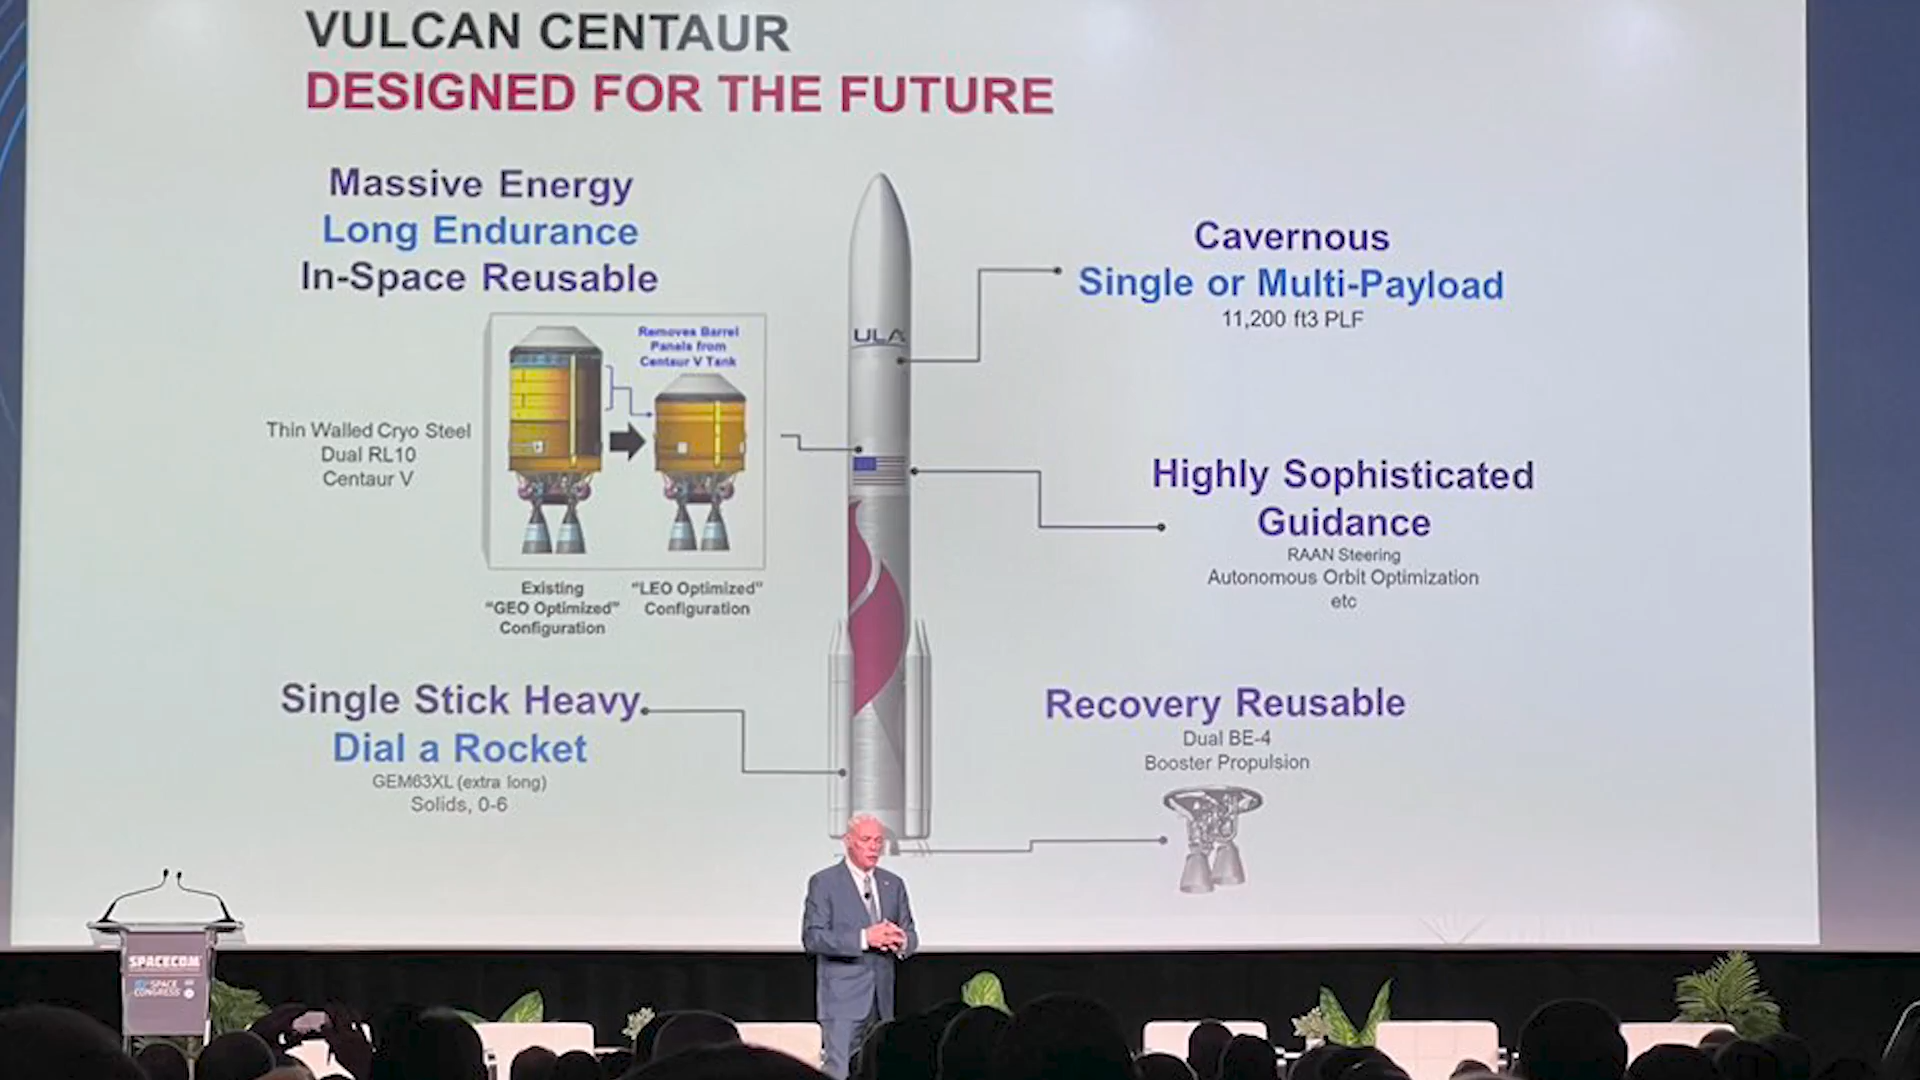 VULCAN CENTAUR
DESIGNED FOR THE FUTURE
Massive Energy
Long Endurance
In-Space Reusable
Removes Barrel
Panels from
Centaur V Tank
Thin Walled Cryo Steel
Dual RL10
Centaur V
Existing
“GEO Optimized”
Configuration
“LEO Optimized”
Configuration
Single Stick Heavy
Dial a Rocket
GEM63XL (extra long)
Solids, 0-6
ULA
Cavernous
Single or Multi-Payload
11,200 ft3 PLF
Highly Sophisticated
Guidance
RAAN Steering
Autonomous Orbit Optimization
etc
Recovery Reusable
Dual BE-4
Booster Propulsion
SPACECOM
SPACE
CONGRESS